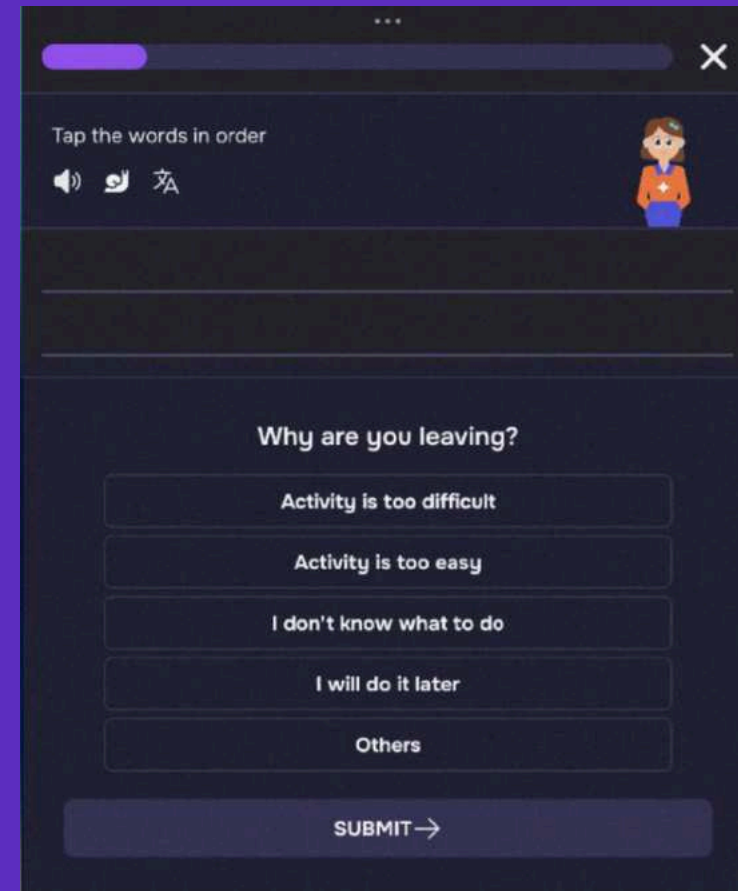 Tap the words in order
Why are you leaving?
Activity is too difficult
Activity is too easy
I don't know what to do
I will do it later
Others
SUBMIT→